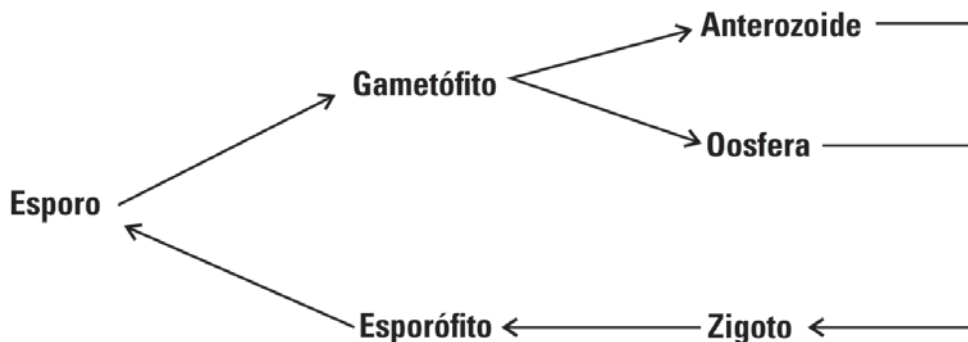 Anterozoide
Gametófito
Oosfera
Esporo
Esporófito
Zigoto